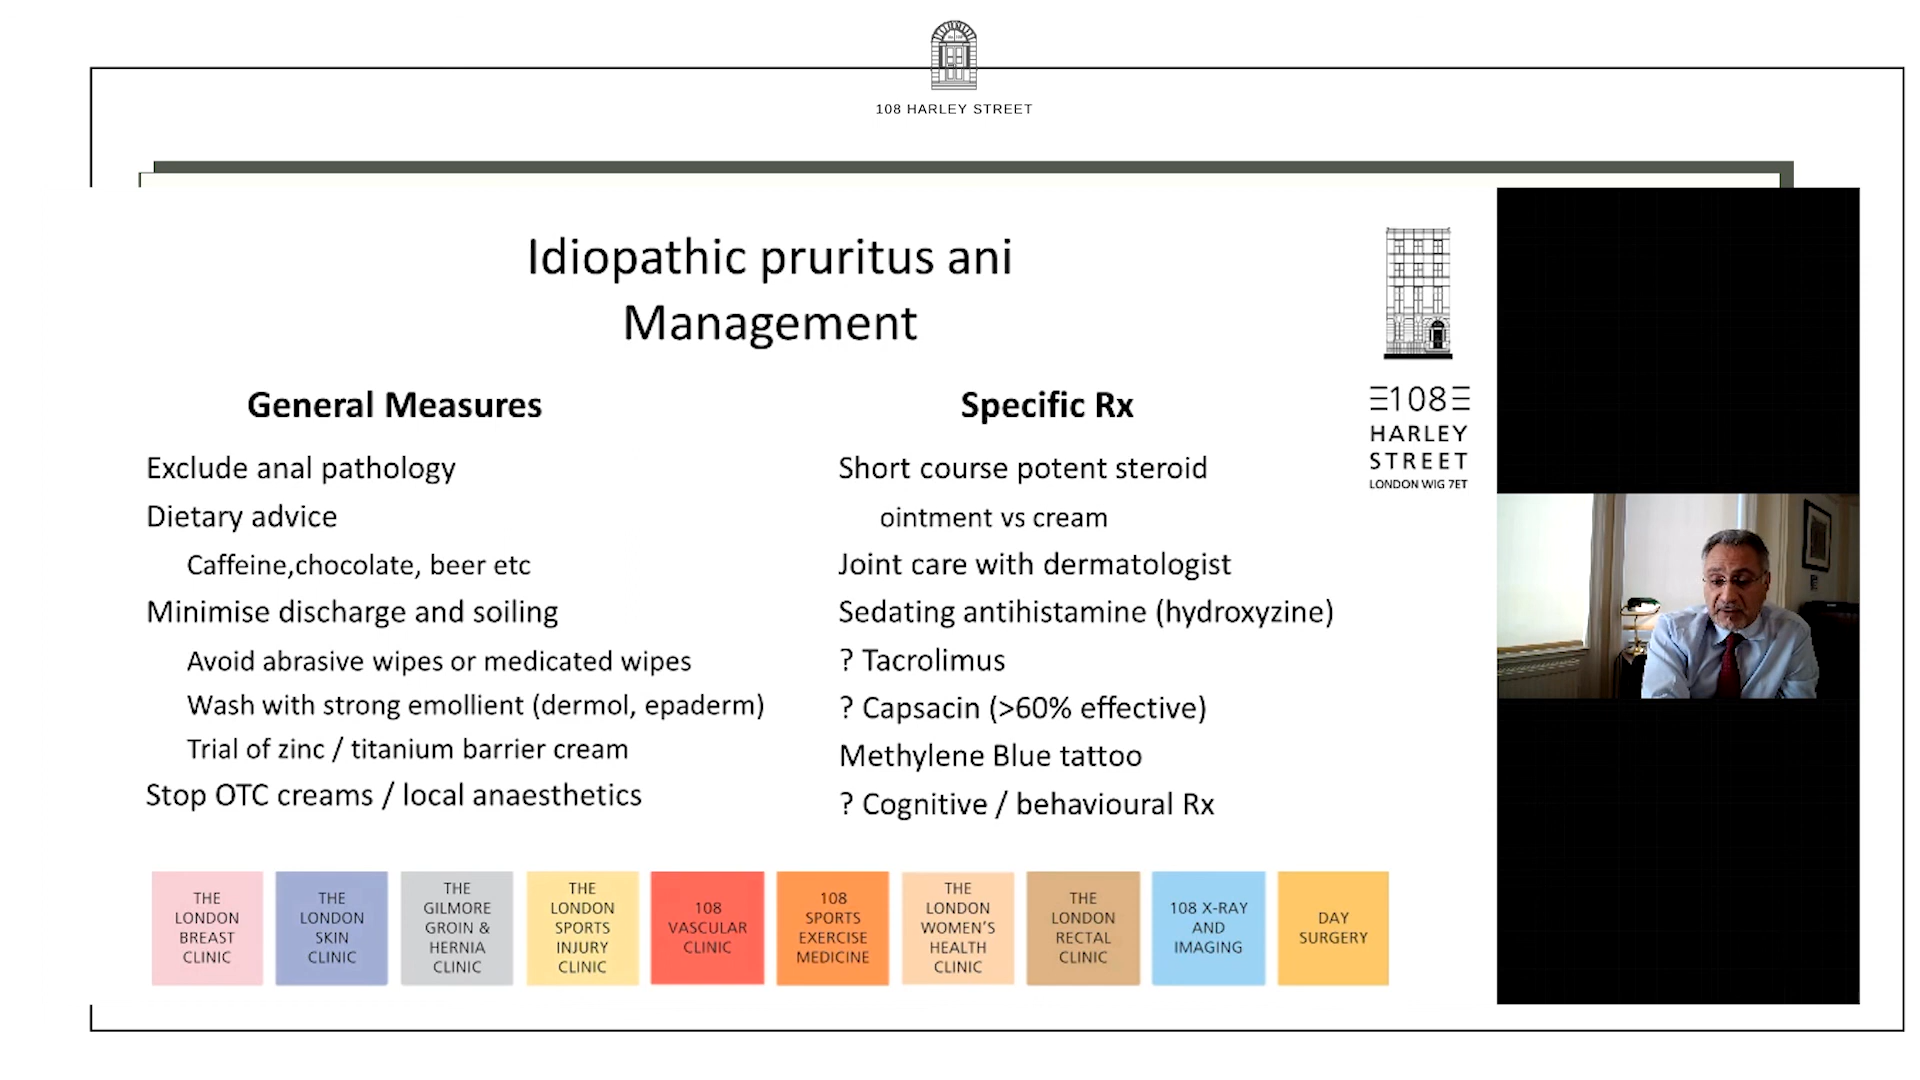 108 HARLEY STREET
Idiopathic pruritus ani
Management
General Measures
Exclude anal pathology
Dietary advice
Caffeine,chocolate, beer etc
Minimise discharge and soiling
Avoid abrasive wipes or medicated wipes
Wash with strong emollient (dermol, epaderm)
Trial of zinc / titanium barrier cream
Stop OTC creams / local anaesthetics
Specific Rx
Short course potent steroid
ointment vs cream
Joint care with dermatologist
Sedating antihistamine (hydroxyzine)
? Tacrolimus
? Capsacin (>60% effective)
Methylene Blue tattoo
? Cognitive / behavioural Rx
108
HARLEY
STREET
LONDON WIG 7ET
THE
LONDON
BREAST
CLINIC
THE
LONDON
SKIN
CLINIC
THE
GILMORE
GROIN &
HERNIA
CLINIC
THE
LONDON
SPORTS
INJURY
CLINIC
108
VASCULAR
CLINIC
108
SPORTS
EXERCISE
MEDICINE
THE
LONDON
WOMEN'S
HEALTH
CLINIC
THE
LONDON
RECTAL
CLINIC
108 X-RAY
AND
IMAGING
DAY
SURGERY